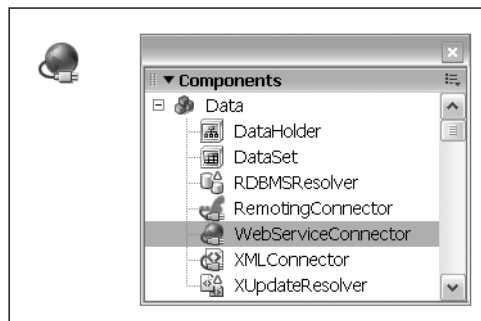 Components
Data
DataHolder
DataSet
RDBMSResolver
RemotingConnector
WebServiceConnector
XMLConnector
XUpdateResolver